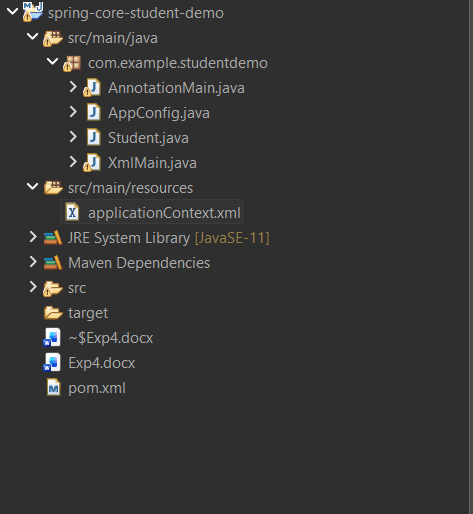 spring-core-student-demo
src/main/java
com.example.studentdemo
AnnotationMain.java
AppConfig.java
Student.java
XmlMain.java
src/main/resources
applicationContext.xml
JRE System Library [JavaSE-11]
Maven Dependencies
src
target
~$Exp4.docx
Exp4.docx
pom.xml